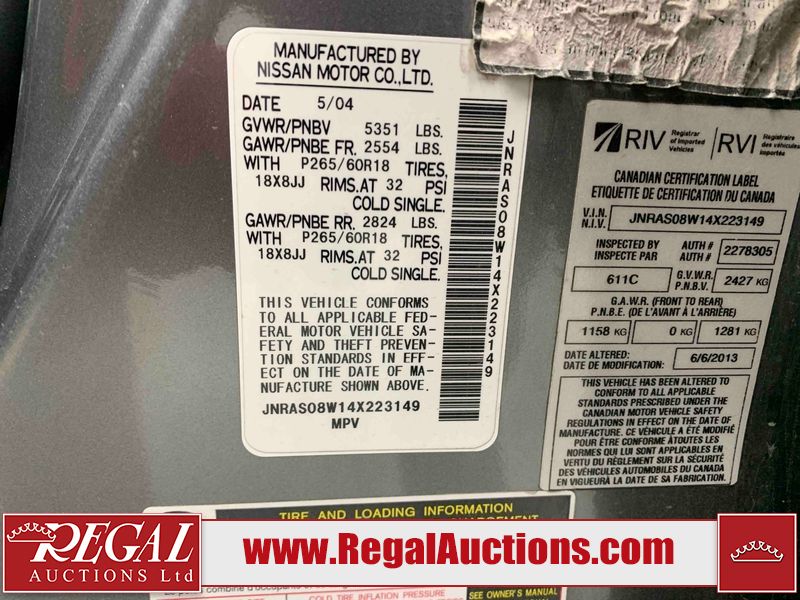 MANUFACTURED BY
NISSAN MOTOR CO.,LTD.
DATE 5/04
GVWR/PNBV 5351 LBS.
GAWR/PNBE FR. 2554 LBS.
WITH P265/60R18 TIRES,
18X8JJ RIMS.AT 32 PSI
COLD SINGLE.
GAWR/PNBE RR. 2824 LBS.
WITH P265/60R18 TIRES,
18X8JJ RIMS.AT 32 PSI
COLD SINGLE.
THIS VEHICLE CONFORMS
TO ALL APPLICABLE FED-
ERAL MOTOR VEHICLE SA-
FETY AND THEFT PREVEN-
TION STANDARDS IN EFF-
ECT ON THE DATE OF MA-
NUFACTURE SHOWN ABOVE.
JNRAS08W14X223149
MPV
JNRAS08W14X223149
RIV Registrar of Imported Vehicles RVI Registraire des véhicules importés
CANADIAN CERTIFICATION LABEL
ETIQUETTE DE CERTIFICATION DU CANADA
V.I.N. JNRAS08W14X223149
N.I.V.
INSPECTED BY AUTH # 2278305
INSPECTE PAR AUTH #
611C G.V.W.R. 2427 KG
P.N.B.V.
G.A.W.R. (FRONT TO REAR)
P.N.B.E. (DE L'AVANT À L'ARRIÈRE)
1158 KG 0 KG 1281 KG
DATE ALTERED: 6/6/2013
DATE DE MODIFICATION:
THIS VEHICLE HAS BEEN ALTERED TO
CONFORM TO ALL APPLICABLE
STANDARDS PRESCRIBED UNDER THE
CANADIAN MOTOR VEHICLE SAFETY
REGULATIONS IN EFFECT ON THE DATE OF
MANUFACTURE. CE VÉHICULE A ÉTÉ MODIFIÉ
POUR ÊTRE CONFORME À TOUTES LES
NORMES QUI LUI SONT APPLICABLES EN
VERTU DU RÈGLEMENT SUR LA SÉCURITÉ
DES VÉHICULES AUTOMOBILES DU CANADA
EN VIGUEUR À LA DATE DE SA FABRICATION.
TIRE AND LOADING INFORMATION
REGAL
AUCTIONS Ltd
www.RegalAuctions.com
COLD TIRE INFLATION PRESSURE
SEE OWNER'S MANUAL